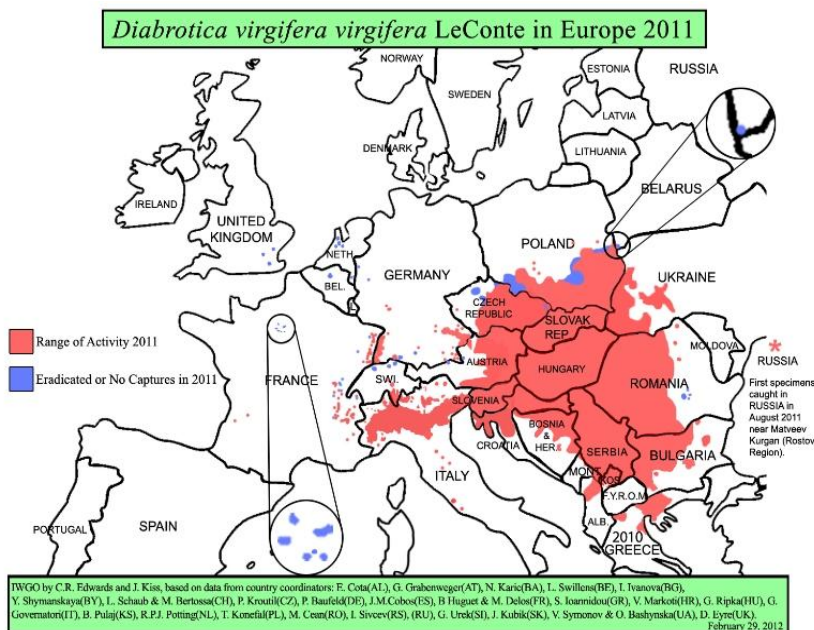 Diabrotica virgifera virgifera LeConte in Europe 2011
NORWAY
SWEDEN
ESTONIA
RUSSIA
LATVIA
LITHUANIA
DENMARK
BELARUS
IRELAND
UNITED
KINGDOM
NETH.
BEL.
L
GERMANY
POLAND
UKRAINE
CZECH
REPUBLIC
SLOVAK
REP
Range of Activity 2011
Eradicated or No Captures in 2011
FRANCE
SWI.
AUSTRIA
HUNGARY
MOLDOVA
ROMANIA
*
RUSSIA
First specimens
caught in
RUSSIA in
August 2011
near Matveev
Kurgan (Rostov
Region).
SLOVENIA
CROATIA
BOSNIA
&
HER.
SERBIA
BULGARIA
ITALY
MONT.
KOS.
F.Y.R.O.M
ALB.
2010
GREECE
PORTUGAL
SPAIN
IWGO by C.R. Edwards and J. Kiss, based on data from country coordinators: E. Cota(AL), G. Grabenweger(AT), N. Karic(BA), L. Swillens(BE), I. Ivanova(BG),
Y. Shymanskaya(BY), L. Schaub & M. Bertossa(CH), P. Kroutil(CZ), P. Baufeld(DE), J.M.Cobos(ES), B Huguet & M. Delos(FR), S. Ioannidou(GR), V. Markoti(HR), G. Ripka(HU), G.
Governatori(IT), B. Pulaj(KS), R.P.J. Potting(NL), T. Konefal(PL), M. Cean(RO), I. Sivcev(RS), (RU), G. Urek(SI), J. Kubik(SK), V. Symonov & O. Bashynska(UA), D. Eyre(UK).
February 29, 2012